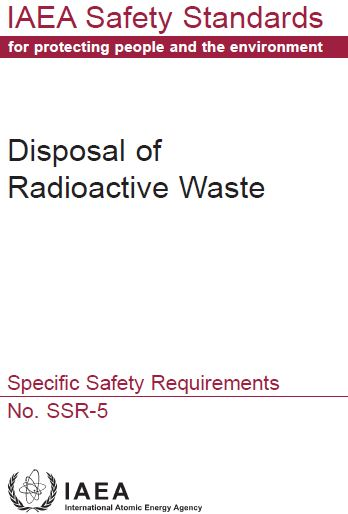 IAEA Safety Standards
for protecting people and the environment
Disposal of
Radioactive Waste
Specific Safety Requirements
No. SSR-5
IAEA
International Atomic Energy Agency